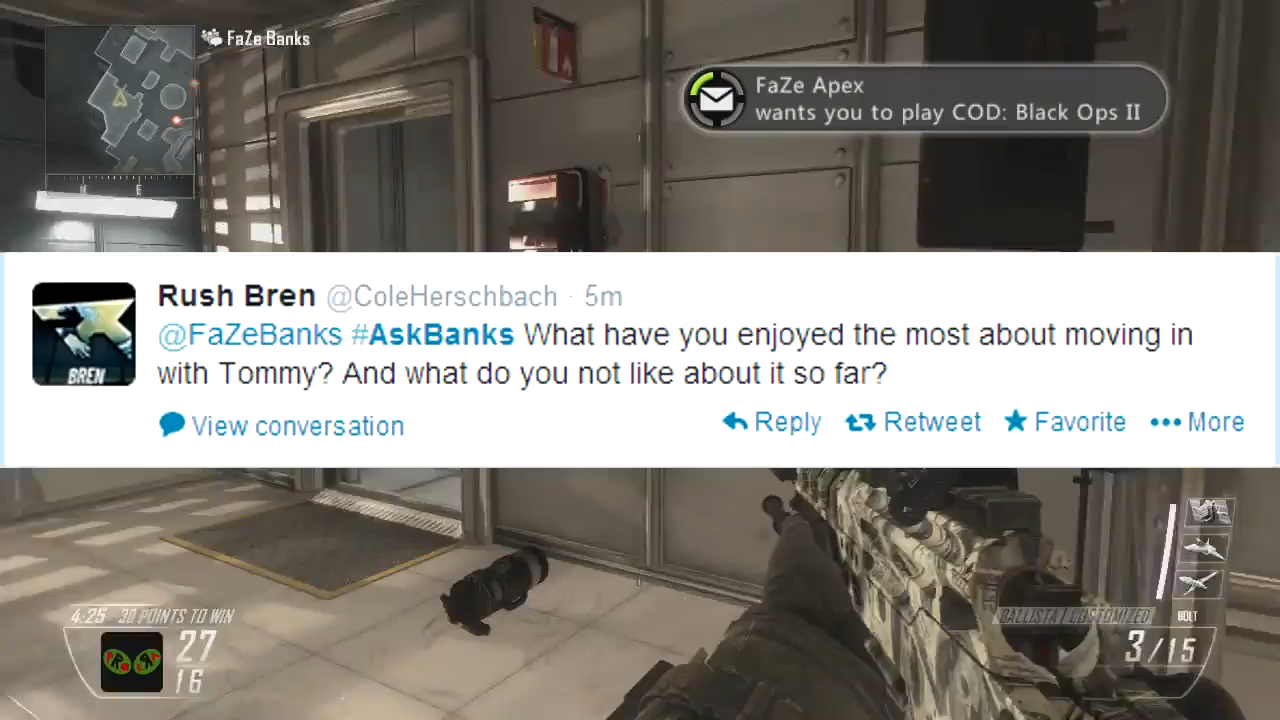 FaZe Banks
FaZe Apex
wants you to play COD: Black Ops II
N E
Rush Bren @ColeHerschbach · 5m
@FaZeBanks #AskBanks What have you enjoyed the most about moving in
with Tommy? And what do you not like about it so far?
BREN
View conversation Reply Retweet Favorite More
4:25 30 POINTS TO WIN
27
16
BALLISTA CUSTOMIZED BOLT
3/15